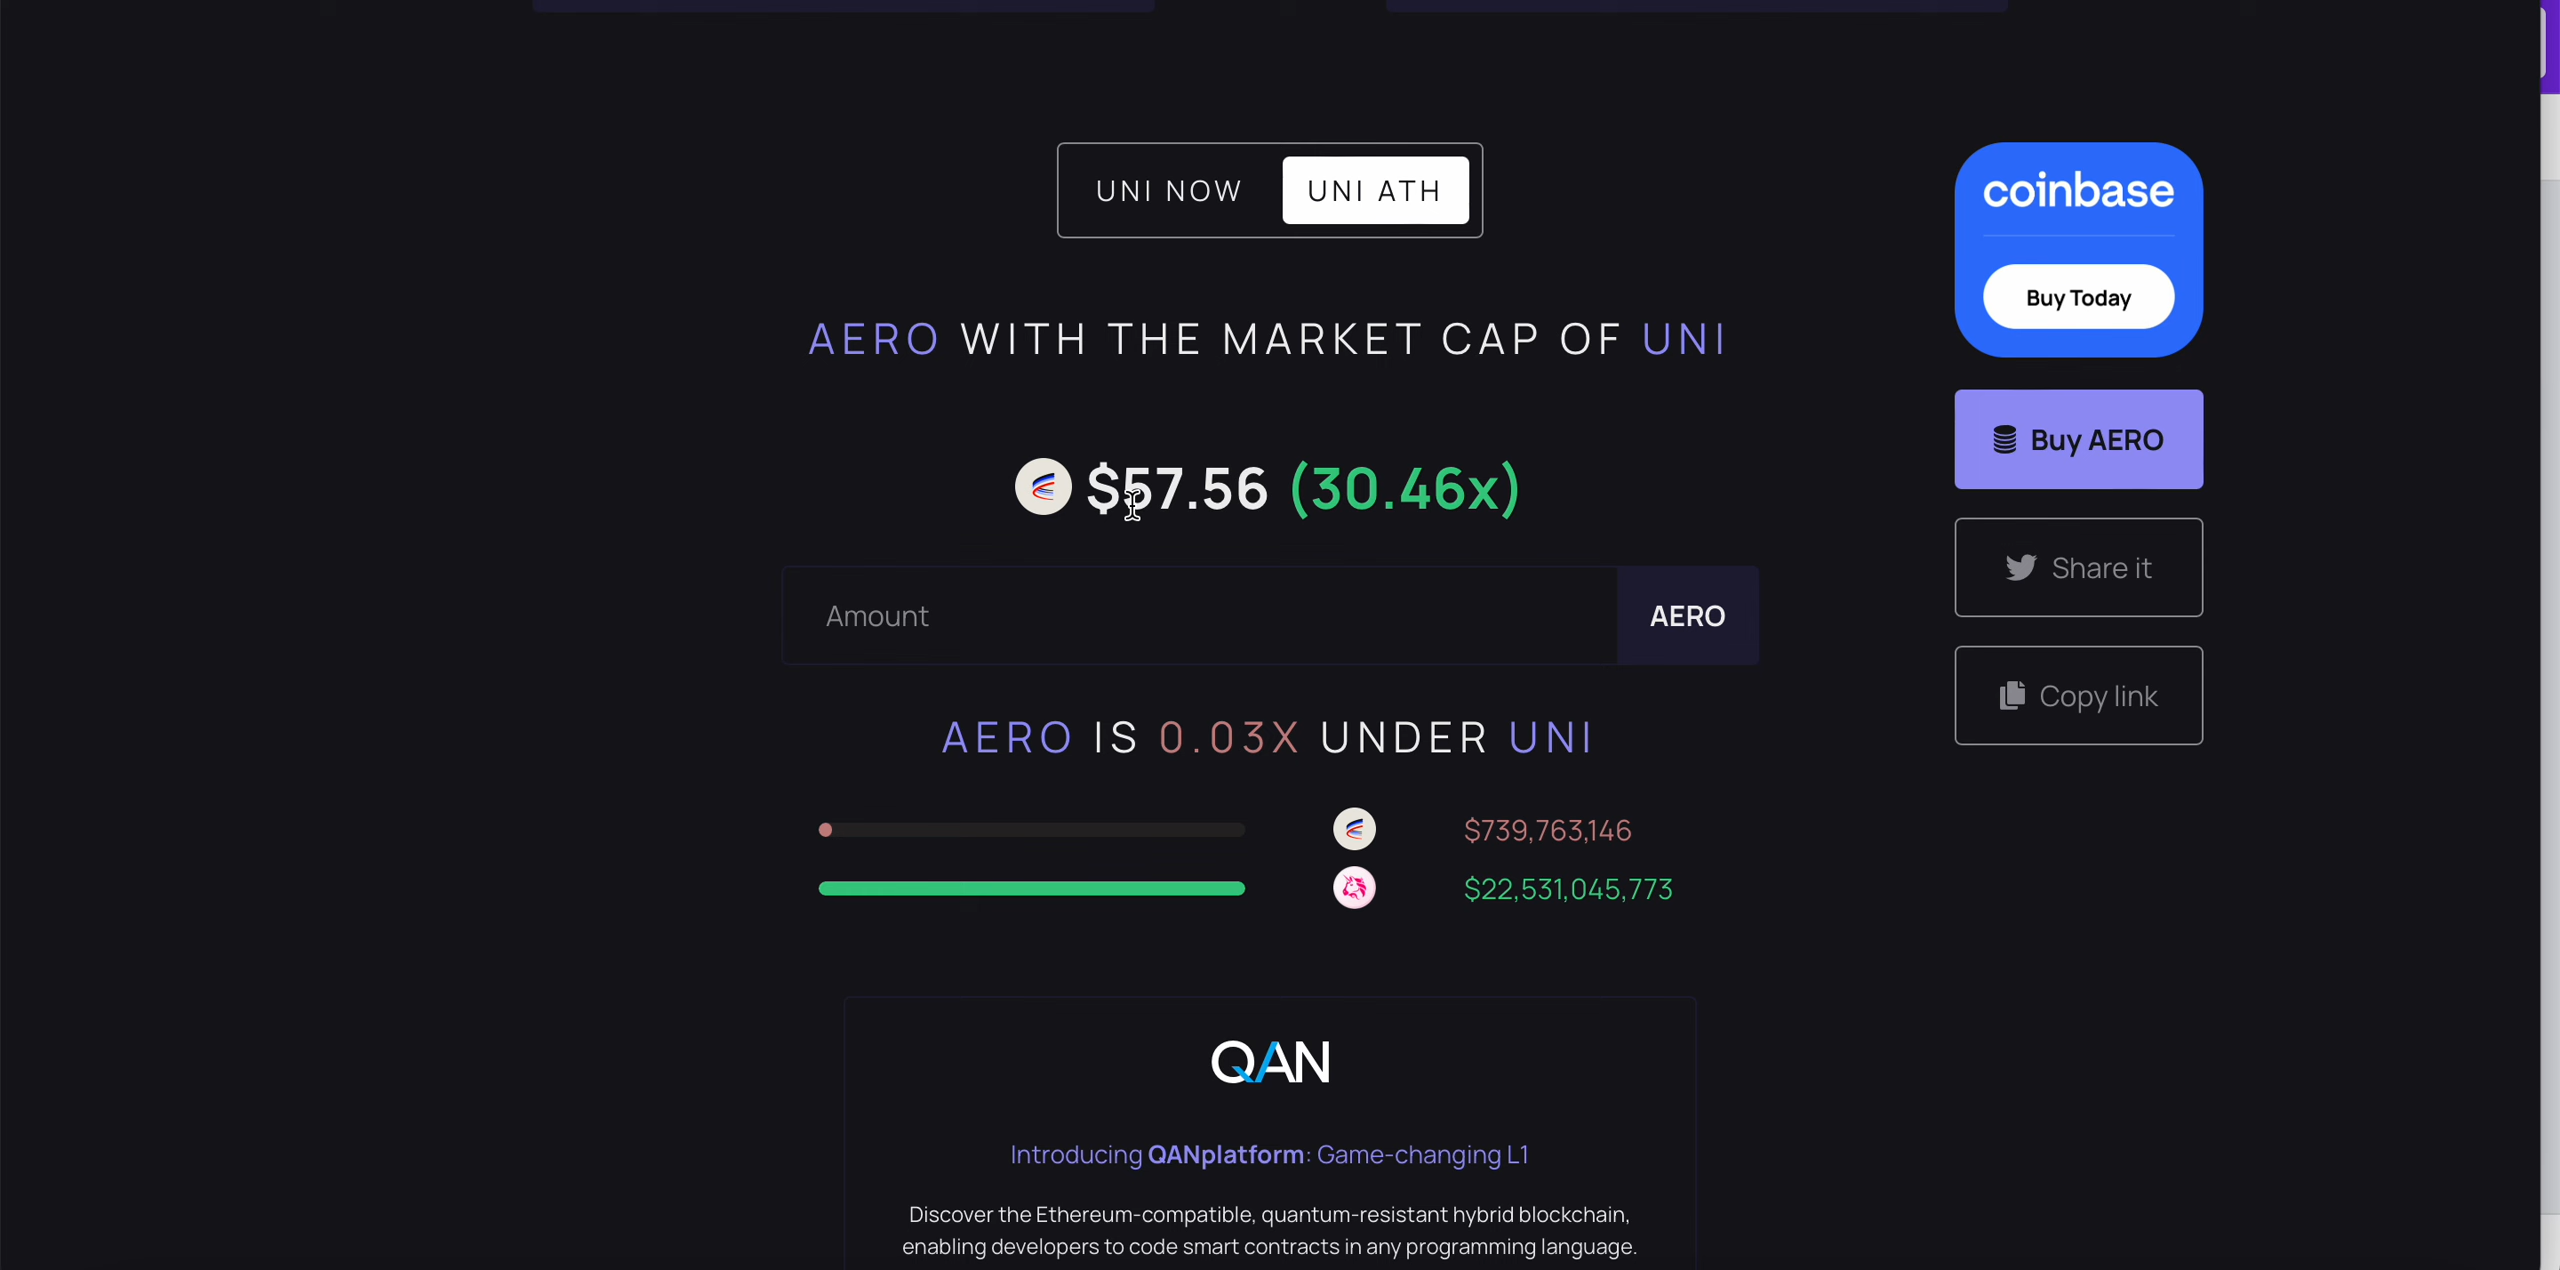 UNI NOW UNI ATH
coinbase
Buy Today
AERO WITH THE MARKET CAP OF UNI
Buy AERO
$57.56 (30.46x)
Share it
Amount AERO
Copy link
AERO IS 0.03X UNDER UNI
$739,763,146
$22,531,045,773
QAN
Introducing QANplatform: Game-changing L1
Discover the Ethereum-compatible, quantum-resistant hybrid blockchain,
enabling developers to code smart contracts in any programming language.